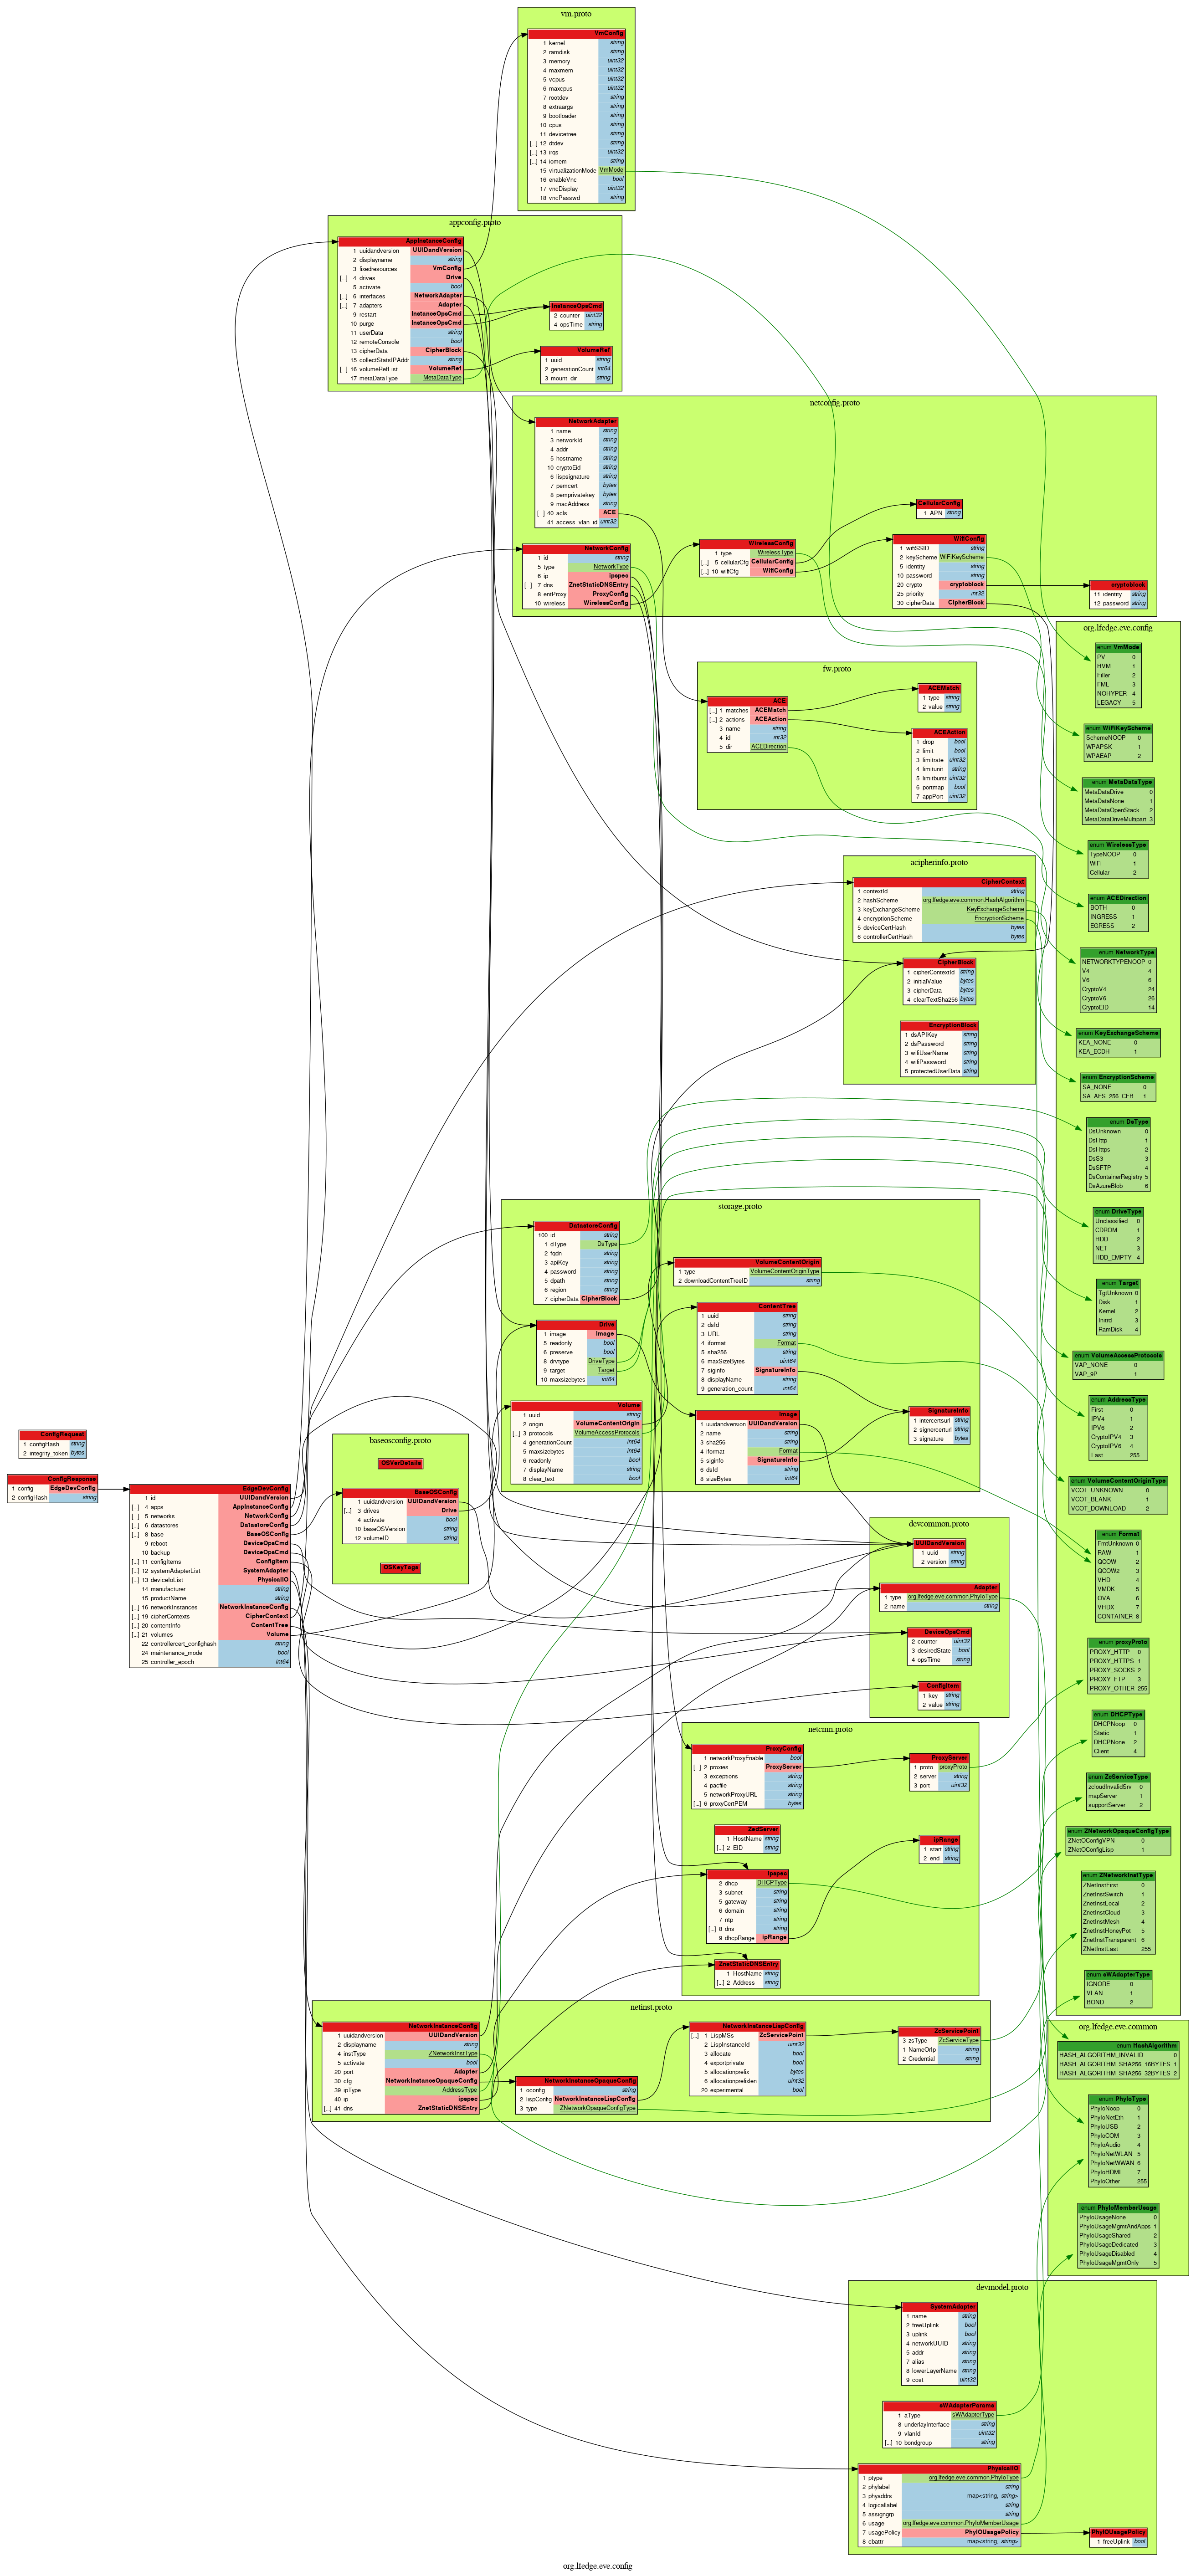 vm.proto
VmConfig
1 kernel string
2 ramdisk string
3 memory uint32
4 maxmem uint32
5 vcpus uint32
6 maxcpus uint32
7 rootdev string
8 extraargs string
9 bootloader string
10 cpus string
11 devicetree string
[...] 12 dtdev string
[...] 13 irqs uint32
[...] 14 iomem string
15 virtualizationMode VmMode
16 enableVnc bool
17 vncDisplay uint32
18 vncPasswd string
appconfig.proto
AppInstanceConfig
1 uuidandversion UUIDandVersion
2 displayname string
3 fixedresources VmConfig
[...] 4 drives Drive
5 activate bool
[...] 6 interfaces NetworkAdapter
[...] 7 adapters Adapter
9 restart InstanceOpsCmd
10 purge InstanceOpsCmd
11 userData string
12 remoteConsole bool
13 cipherData CipherBlock
15 collectStatsIPAddr string
[...] 16 volumeRefList VolumeRef
17 metaDataType MetaDataType
InstanceOpsCmd
2 counter uint32
4 opsTime string
VolumeRef
1 uuid string
2 generationCount int64
3 mount_dir string
netconfig.proto
NetworkAdapter
1 name string
3 networkId string
4 addr string
5 hostname string
10 cryptoEid string
6 lispsignature string
7 pemcert bytes
8 pemprivatekey bytes
9 macAddress string
[...] 40 acls ACE
41 access_vlan_id uint32
NetworkConfig
1 id string
5 type NetworkType
6 ip ipspec
[...] 7 dns ZnetStaticDNSEntry
8 entProxy ProxyConfig
10 wireless WirelessConfig
WirelessConfig
1 type WirelessType
[...] 5 cellularCfg CellularConfig
[...] 10 wifiCfg WifiConfig
CellularConfig
1 APN string
WifiConfig
1 wifiSSID string
2 keyScheme WiFiKeyScheme
5 identity string
10 password string
20 crypto cryptoblock
25 priority int32
30 cipherData CipherBlock
cryptoblock
11 identity string
12 password string
fw.proto
ACE
[...] 1 matches ACEMatch
[...] 2 actions ACEAction
3 name string
4 id int32
5 dir ACEDirection
ACEMatch
1 type string
2 value string
ACEAction
1 drop bool
2 limit bool
3 limitrate uint32
4 limitunit string
5 limitburst uint32
6 portmap bool
7 appPort uint32
acipherinfo.proto
CipherContext
1 contextId string
2 hashScheme org.lfedge.eve.common.HashAlgorithm
3 keyExchangeScheme KeyExchangeScheme
4 encryptionScheme EncryptionScheme
5 deviceCertHash bytes
6 controllerCertHash bytes
CipherBlock
1 cipherContextId string
2 initialValue bytes
3 cipherData bytes
4 clearTextSha256 bytes
EncryptionBlock
1 dsAPIKey string
2 dsPassword string
3 wifiUserName string
4 wifiPassword string
5 protectedUserData string
storage.proto
DatastoreConfig
100 id string
1 dType DsType
2 fqdn string
3 apiKey string
4 password string
5 dpath string
6 region string
7 cipherData CipherBlock
Drive
1 image Image
5 readonly bool
6 preserve bool
8 drvtype DriveType
9 target Target
10 maxsizebytes int64
Volume
1 uuid string
2 origin VolumeContentOrigin
[...] 3 protocols VolumeAccessProtocols
4 generationCount int64
5 maxsizebytes int64
6 readonly bool
7 displayName string
8 clear_text bool
VolumeContentOrigin
1 type VolumeContentOriginType
2 downloadContentTreeID string
ContentTree
1 uuid string
2 dsId string
3 URL string
4 iformat Format
5 sha256 string
6 maxSizeBytes uint64
7 siginfo SignatureInfo
8 displayName string
9 generation_count int64
Image
1 uuidandversion UUIDandVersion
2 name string
3 sha256 string
4 iformat Format
5 siginfo SignatureInfo
6 dsId string
8 sizeBytes int64
SignatureInfo
1 intercertsurl string
2 signercerturl string
3 signature bytes
ConfigRequest
1 configHash string
2 integrity_token bytes
ConfigResponse
1 config EdgeDevConfig
2 configHash string
EdgeDevConfig
1 id UUIDandVersion
[...] 4 apps AppInstanceConfig
[...] 5 networks NetworkConfig
[...] 6 datastores DatastoreConfig
[...] 8 base BaseOSConfig
9 reboot DeviceOpsCmd
10 backup DeviceOpsCmd
[...] 11 configItems ConfigItem
[...] 12 systemAdapterList SystemAdapter
[...] 13 deviceIoList PhysicalIO
14 manufacturer string
15 productName string
[...] 16 networkInstances NetworkInstanceConfig
[...] 19 cipherContexts CipherContext
[...] 20 contentInfo ContentTree
[...] 21 volumes Volume
22 controllercert_confighash string
24 maintenance_mode bool
25 controller_epoch int64
baseosconfig.proto
OSVerDetails
BaseOSConfig
1 uuidandversion UUIDandVersion
[...] 3 drives Drive
4 activate bool
10 baseOSVersion string
12 volumeID string
OSKeyTags
devcommon.proto
UUIDandVersion
1 uuid string
2 version string
Adapter
1 type org.lfedge.eve.common.PhyIoType
2 name string
DeviceOpsCmd
2 counter uint32
3 desiredState bool
4 opsTime string
ConfigItem
1 key string
2 value string
netcmn.proto
ProxyConfig
1 networkProxyEnable bool
[...] 2 proxies ProxyServer
3 exceptions string
4 pacfile string
5 networkProxyURL string
[...] 6 proxyCertPEM bytes
ProxyServer
1 proto proxyProto
2 server string
3 port uint32
ZedServer
1 HostName string
[...] 2 EID string
ipRange
1 start string
2 end string
ipspec
2 dhcp DHCPType
3 subnet string
5 gateway string
6 domain string
7 ntp string
[...] 8 dns string
9 dhcpRange ipRange
ZnetStaticDNSEntry
1 HostName string
[...] 2 Address string
netinst.proto
NetworkInstanceConfig
1 uuidandversion UUIDandVersion
2 displayname string
4 instType ZNetworkInstType
5 activate bool
20 port Adapter
30 cfg NetworkInstanceOpaqueConfig
39 ipType AddressType
40 ip ipspec
[...] 41 dns ZnetStaticDNSEntry
NetworkInstanceOpaqueConfig
1 oconfig string
2 lispConfig NetworkInstanceLispConfig
3 type ZNetworkOpaqueConfigType
NetworkInstanceLispConfig
[...] 1 LispMSs ZcServicePoint
2 LispInstanceId uint32
3 allocate bool
4 exportprivate bool
5 allocationprefix bytes
6 allocationprefixlen uint32
20 experimental bool
ZcServicePoint
3 zsType ZcServiceType
1 NameOrIp string
2 Credential string
devmodel.proto
SystemAdapter
1 name string
2 freeUplink bool
3 uplink bool
4 networkUUID string
5 addr string
7 alias string
8 lowerLayerName string
9 cost uint32
sWAdapterParams
1 aType sWAdapterType
8 underlayInterface string
9 vlanId uint32
[...] 10 bondgroup string
PhysicalIO
1 ptype org.lfedge.eve.common.PhyIoType
2 phylabel string
3 phyaddrs map<string, string>
4 logicallabel string
5 assigngrp string
6 usage org.lfedge.eve.common.PhyIoMemberUsage
7 usagePolicy PhyIOUsagePolicy
8 cbattr map<string, string>
PhyIOUsagePolicy
1 freeUplink bool
org.lfedge.eve.config
enum VmMode
PV 0
HVM 1
Filler 2
FML 3
NOHYPER 4
LEGACY 5
enum WiFiKeyScheme
SchemeNOOP 0
WPAPSK 1
WPAEAP 2
enum MetaDataType
MetaDataDrive 0
MetaDataNone 1
MetaDataOpenStack 2
MetaDataDriveMultipart 3
enum WirelessType
TypeNOOP 0
WiFi 1
Cellular 2
enum ACEDirection
BOTH 0
INGRESS 1
EGRESS 2
enum NetworkType
NETWORKTYPENOOP 0
V4 4
V6 6
CryptoV4 24
CryptoV6 26
CryptoEID 14
enum KeyExchangeScheme
KEA_NONE 0
KEA_ECDH 1
enum EncryptionScheme
SA_NONE 0
SA_AES_256_CFB 1
enum DsType
DsUnknown 0
DsHttp 1
DsHttps 2
DsS3 3
DsSFTP 4
DsContainerRegistry 5
DsAzureBlob 6
enum DriveType
Unclassified 0
CDROM 1
HDD 2
NET 3
HDD_EMPTY 4
enum Target
TgtUnknown 0
Disk 1
Kernel 2
Initrd 3
RamDisk 4
enum VolumeAccessProtocols
VAP_NONE 0
VAP_9P 1
enum AddressType
First 0
IPV4 1
IPV6 2
CryptoIPV4 3
CryptoIPV6 4
Last 255
enum VolumeContentOriginType
VCOT_UNKNOWN 0
VCOT_BLANK 1
VCOT_DOWNLOAD 2
enum Format
FmtUnknown 0
RAW 1
QCOW 2
QCOW2 3
VHD 4
VMDK 5
OVA 6
VHDX 7
CONTAINER 8
enum proxyProto
PROXY_HTTP 0
PROXY_HTTPS 1
PROXY_SOCKS 2
PROXY_FTP 3
PROXY_OTHER 255
enum DHCPType
DHCPNoop 0
Static 1
DHCPNone 2
Client 4
enum ZcServiceType
zcloudInvalidSrv 0
mapServer 1
supportServer 2
enum ZNetworkOpaqueConfigType
ZNetOConfigVPN 0
ZNetOConfigLisp 1
enum ZNetworkInstType
ZNetInstFirst 0
ZnetInstSwitch 1
ZnetInstLocal 2
ZnetInstCloud 3
ZnetInstMesh 4
ZnetInstHoneyPot 5
ZnetInstTransparent 6
ZNetInstLast 255
enum sWAdapterType
IGNORE 0
VLAN 1
BOND 2
org.lfedge.eve.common
enum HashAlgorithm
HASH_ALGORITHM_INVALID 0
HASH_ALGORITHM_SHA256_16BYTES 1
HASH_ALGORITHM_SHA256_32BYTES 2
enum PhyIoType
PhyIoNoop 0
PhyIoNetEth 1
PhyIoUSB 2
PhyIoCOM 3
PhyIoAudio 4
PhyIoNetWLAN 5
PhyIoNetWWAN 6
PhyIoHDMI 7
PhyIoOther 255
enum PhyIoMemberUsage
PhyIoUsageNone 0
PhyIoUsageMgmtAndApps 1
PhyIoUsageShared 2
PhyIoUsageDedicated 3
PhyIoUsageDisabled 4
PhyIoUsageMgmtOnly 5
org.lfedge.eve.config